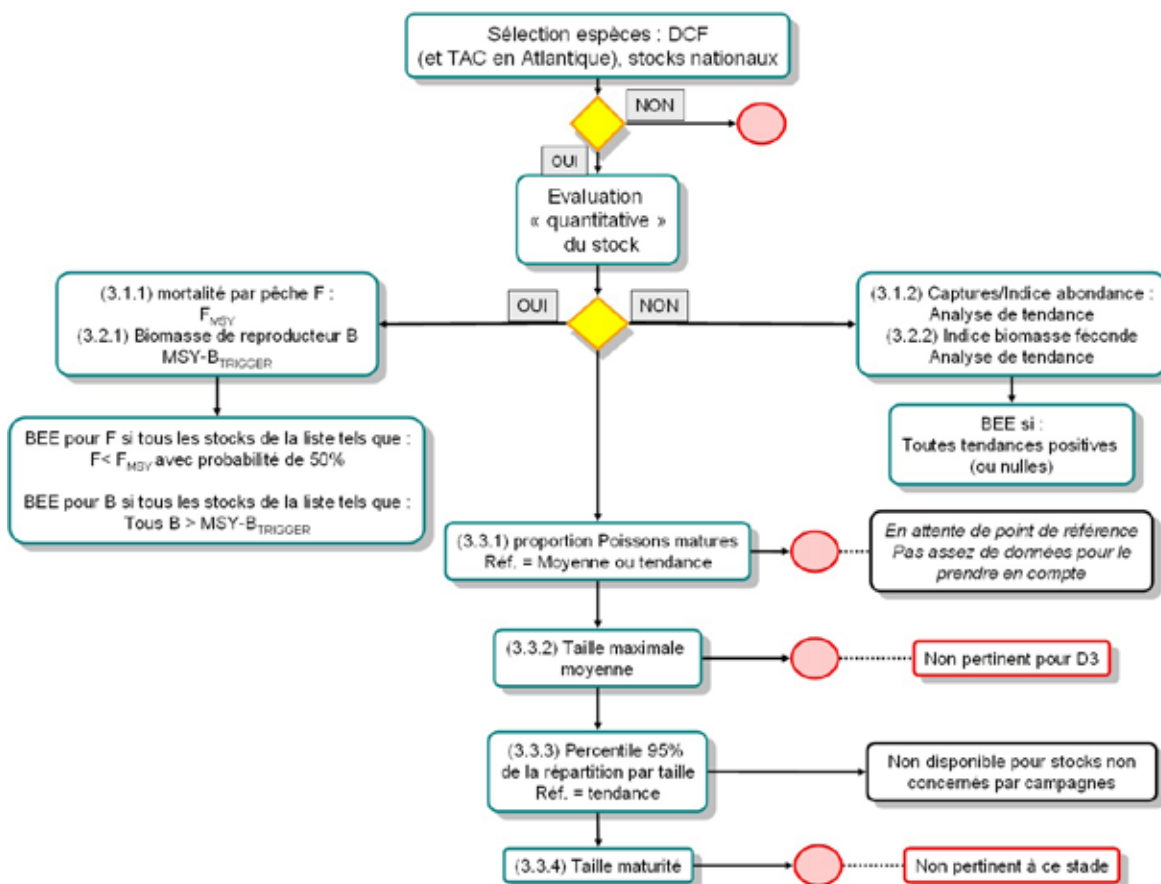 Sélection espèces : DCF
(et TAC en Atlantique), stocks nationaux
NON
OUI
Evaluation
« quantitative »
du stock
OUI
NON
(3.1.1) mortalité par pêche F :
F_MSY
(3.2.1) Biomasse de reproducteur B
MSY-B_TRIGGER
(3.1.2) Captures/Indice abondance :
Analyse de tendance
(3.2.2) Indice biomasse féconde
Analyse de tendance
BEE pour F si tous les stocks de la liste tels que :
F< F_MSY avec probabilité de 50%
BEE pour B si tous les stocks de la liste tels que :
Tous B > MSY-B_TRIGGER
BEE si :
Toutes tendances positives
(ou nulles)
(3.3.1) proportion Poissons matures
Réf. = Moyenne ou tendance
En attente de point de référence
Pas assez de données pour le
prendre en compte
(3.3.2) Taille maximale
moyenne
Non pertinent pour D3
(3.3.3) Percentile 95%
de la répartition par taille
Réf. = tendance
Non disponible pour stocks non
concernés par campagnes
(3.3.4) Taille maturité
Non pertinent à ce stade